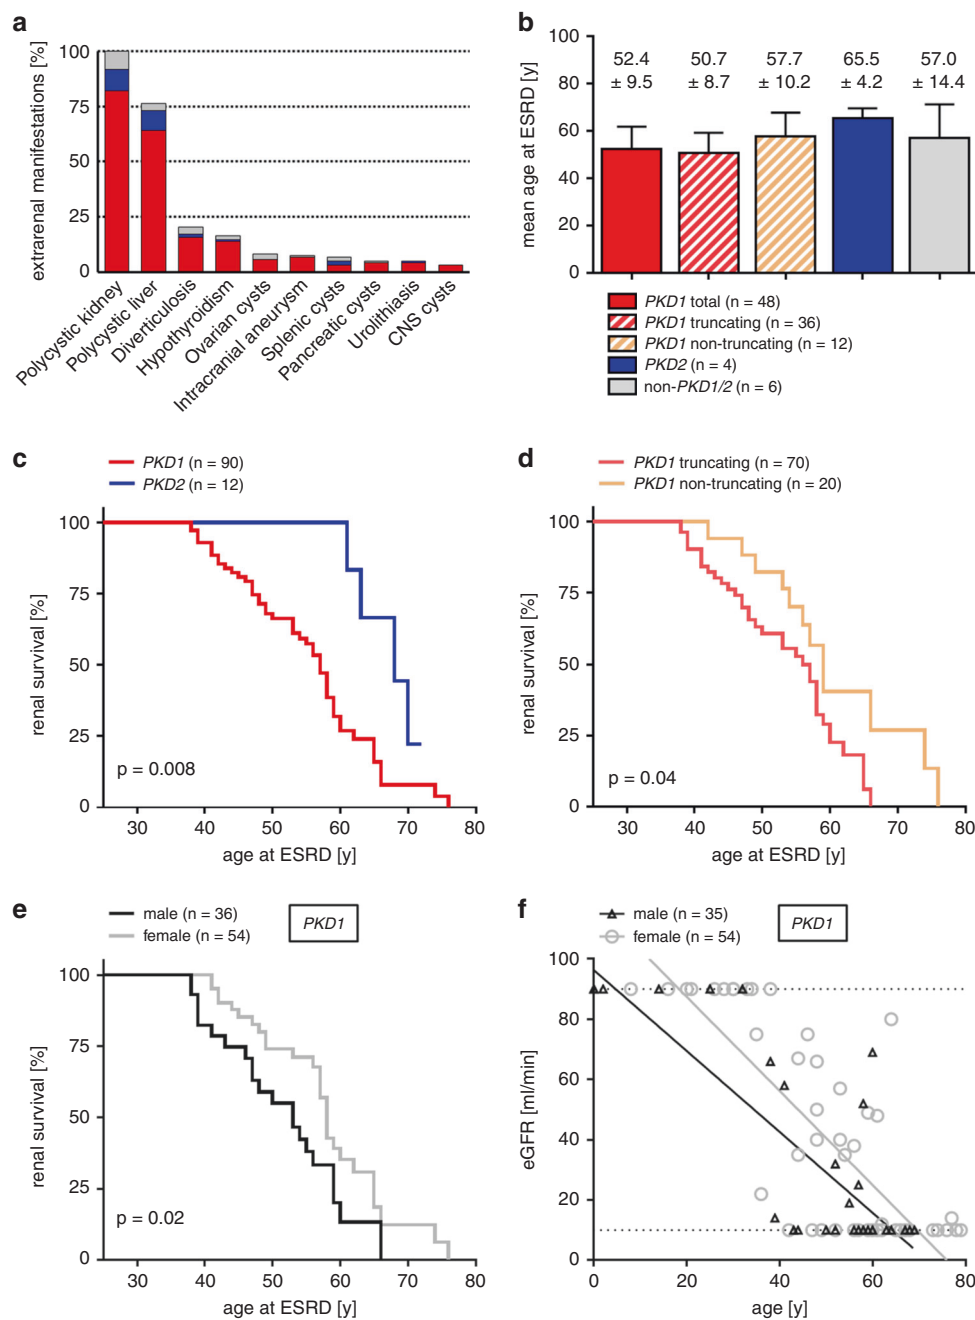 a
extrarenal manifestations [%]
100
75
50
25
0
Polycystic kidney
Polycystic liver
Diverticulosis
Hypothyroidism
Ovarian cysts
Intracranial aneurysm
Splenic cysts
Pancreatic cysts
Urolithiasis
CNS cysts
b
mean age at ESRD [y]
100
80
60
40
20
0
52.4 50.7 57.7 65.5 57.0
± 9.5 ± 8.7 ± 10.2 ± 4.2 ± 14.4
PKD1 total (n = 48)
PKD1 truncating (n = 36)
PKD1 non-truncating (n = 12)
PKD2 (n = 4)
non-PKD1/2 (n = 6)
c
PKD1 (n = 90)
PKD2 (n = 12)
renal survival [%]
100
75
50
25
0
p = 0.008
30 40 50 60 70 80
age at ESRD [y]
d
PKD1 truncating (n = 70)
PKD1 non-truncating (n = 20)
renal survival [%]
100
75
50
25
0
p = 0.04
30 40 50 60 70 80
age at ESRD [y]
e
male (n = 36)
female (n = 54)
PKD1
renal survival [%]
100
75
50
25
0
p = 0.02
30 40 50 60 70 80
age at ESRD [y]
f
male (n = 35)
female (n = 54)
PKD1
eGFR [ml/min]
100
80
60
40
20
0
0 20 40 60 80
age [y]